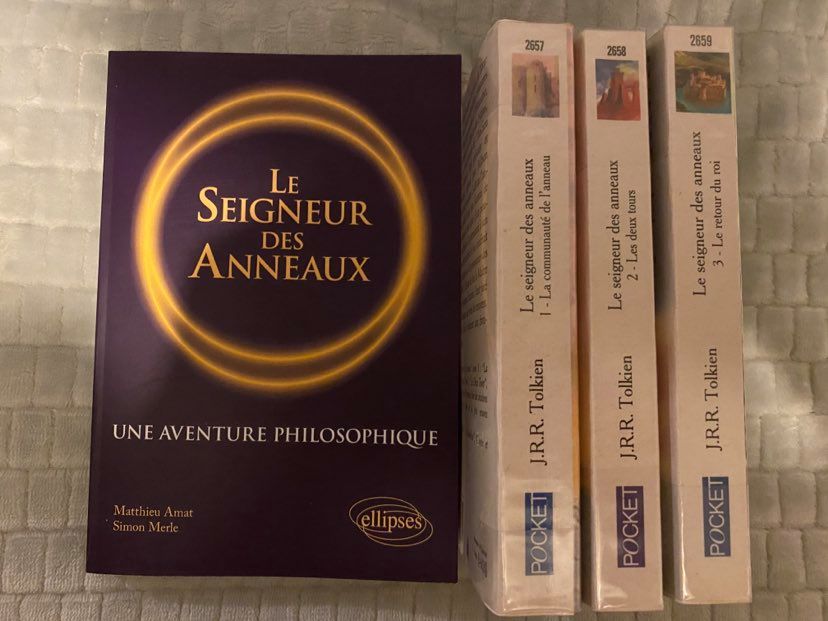 LE
SEIGNEUR
DES
ANNEAUX
UNE AVENTURE PHILOSOPHIQUE
Matthieu Amat
Simon Merle
ellipses
2657
Le seigneur des anneaux
1 - La communauté de l'anneau
J.R.R. Tolkien
POCKET
2658
Le seigneur des anneaux
2 - Les deux tours
J.R.R. Tolkien
POCKET
2659
Le seigneur des anneaux
3 - Le retour du roi
J.R.R. Tolkien
POCKET